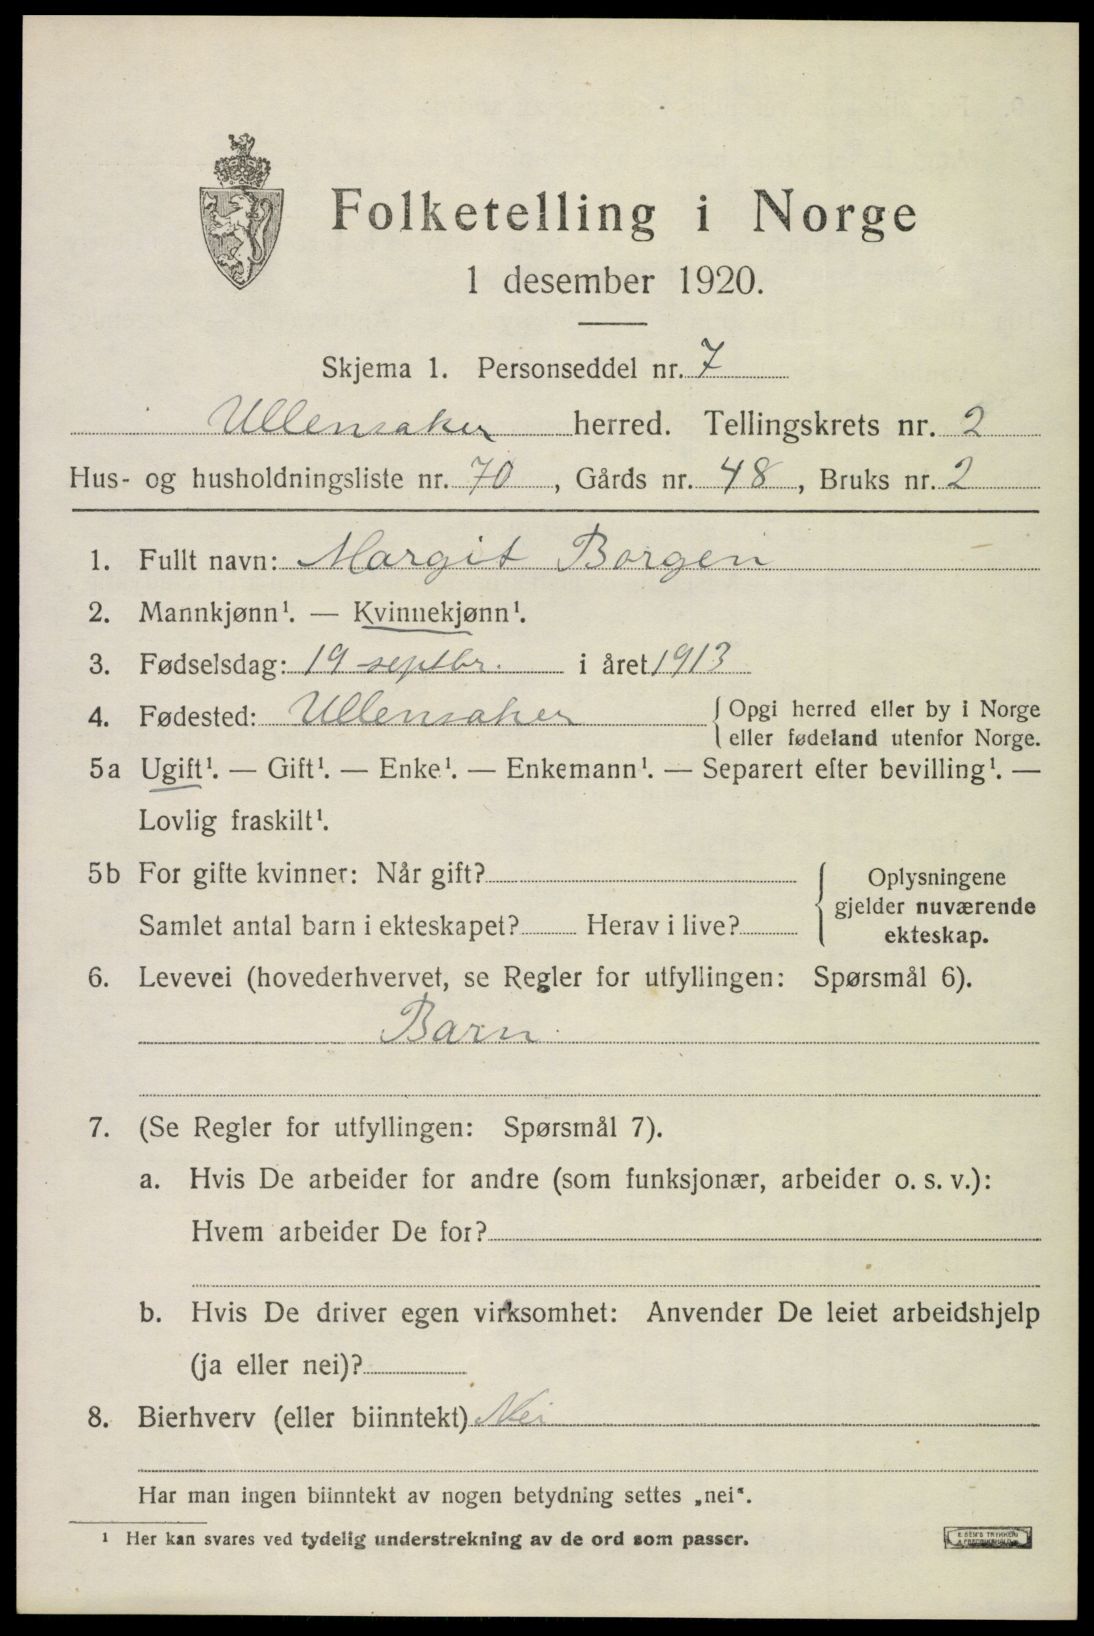 Folketelling i Norge
1 desember 1920.
Skjema 1. Personseddel nr. 7
Ullensaker herred. Tellingskrets nr. 2
Hus- og husholdningsliste nr. 70, Gårds nr. 48, Bruks nr. 2
1. Fullt navn: Margit Borgen
2. Mannkjønn¹. — Kvinnekjønn¹.
3. Fødselsdag: 19 septbr. i året 1913
4. Fødested: Ullensaker { Opgi herred eller by i Norge
eller fødeland utenfor Norge.
5a Ugift¹. — Gift¹. — Enke¹. — Enkemann¹. — Separert efter bevilling¹. —
Lovlig fraskilt¹.
5b For gifte kvinner: Når gift?
Samlet antal barn i ekteskapet? Herav i live?
Oplysningene
gjelder nuværende
ekteskap.
6. Levevei (hovederhvervet, se Regler for utfyllingen: Spørsmål 6).
Barn.
7. (Se Regler for utfyllingen: Spørsmål 7).
a. Hvis De arbeider for andre (som funksjonær, arbeider o. s. v.):
Hvem arbeider De for?
b. Hvis De driver egen virksomhet: Anvender De leiet arbeidshjelp
(ja eller nei)?
8. Bierhverv (eller biinntekt) Nei
Har man ingen biinntekt av nogen betydning settes „nei".
¹ Her kan svares ved tydelig understrekning av de ord som passer.